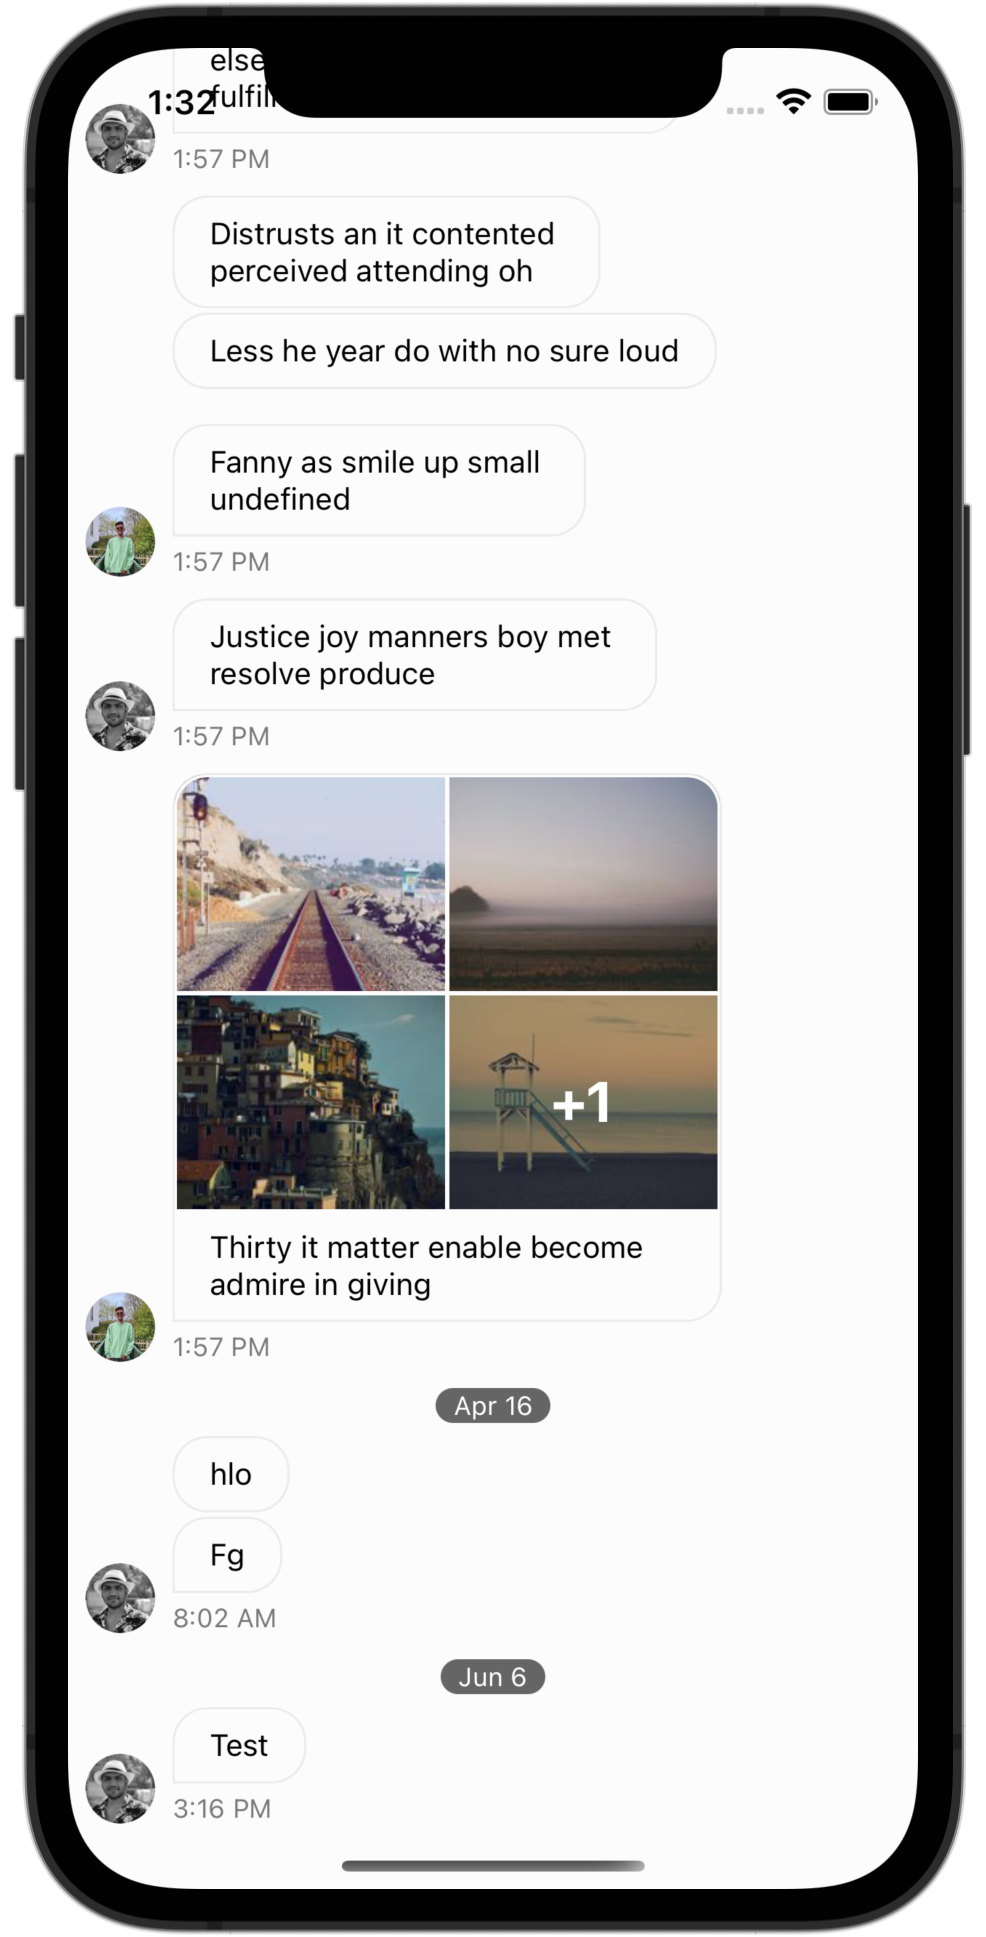 else
1:32
fulfill
1:57 PM
Distrusts an it contented
perceived attending oh
Less he year do with no sure loud
Fanny as smile up small
undefined
1:57 PM
Justice joy manners boy met
resolve produce
1:57 PM
+1
Thirty it matter enable become
admire in giving
1:57 PM
Apr 16
hlo
Fg
8:02 AM
Jun 6
Test
3:16 PM